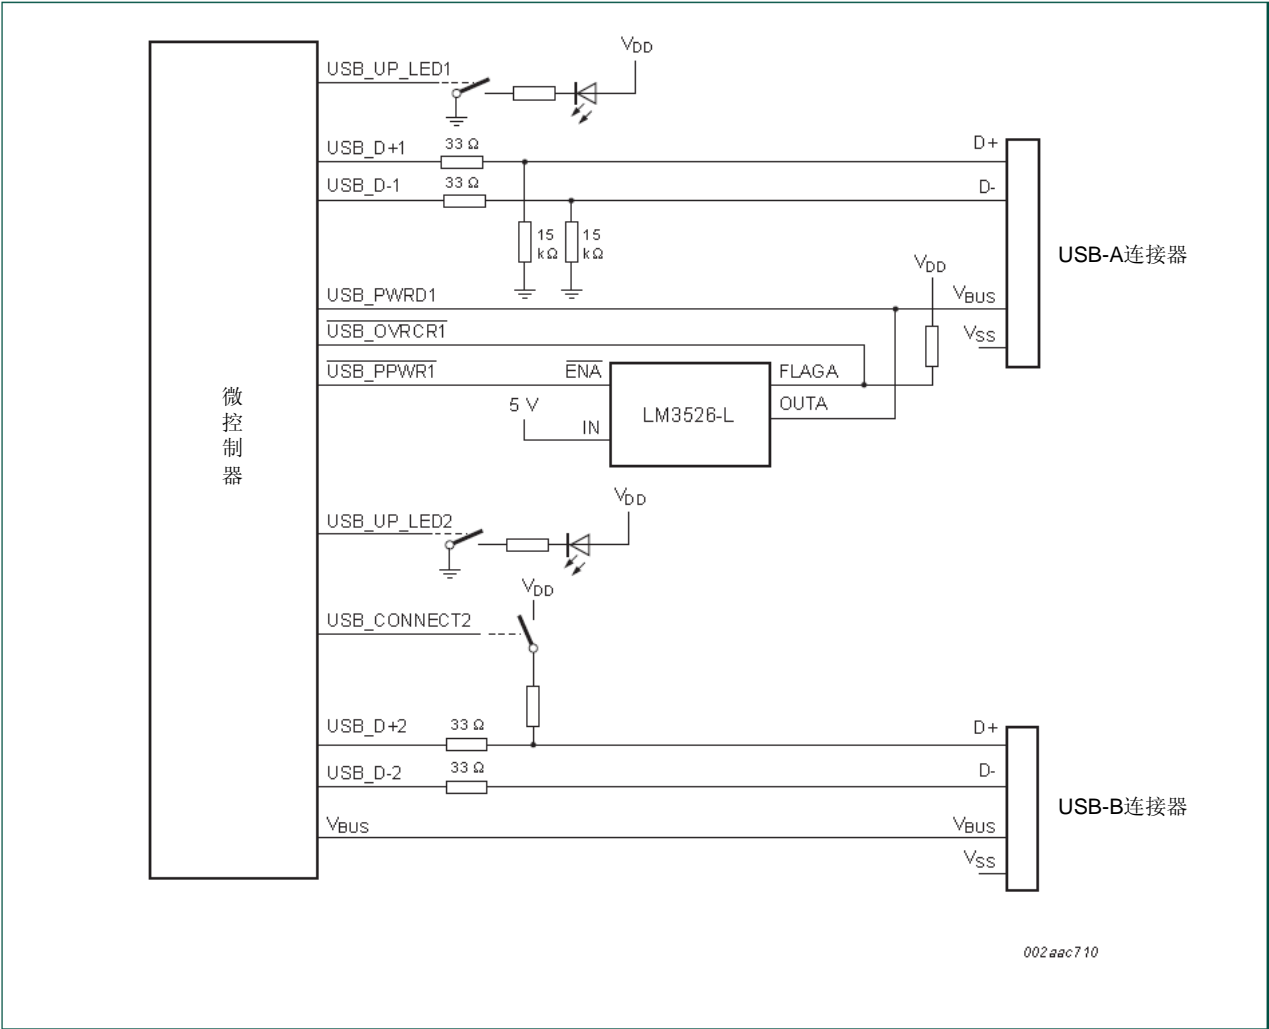 VDD
USB_UP_LED1
USB_D+1
33 Ω
D+
USB_D-1
33 Ω
D-
15 kΩ
15 kΩ
USB-A连接器
VDD
USB_PWRD1
VBUS
USB_OVRCR1
VSS
USB_PPWR1
ENA
FLAGA
5 V
IN
LM3526-L
OUTA
微控制器
VDD
USB_UP_LED2
VDD
USB_CONNECT2
USB_D+2
33 Ω
D+
USB_D-2
33 Ω
D-
USB-B连接器
VBUS
VBUS
VSS
002aac710